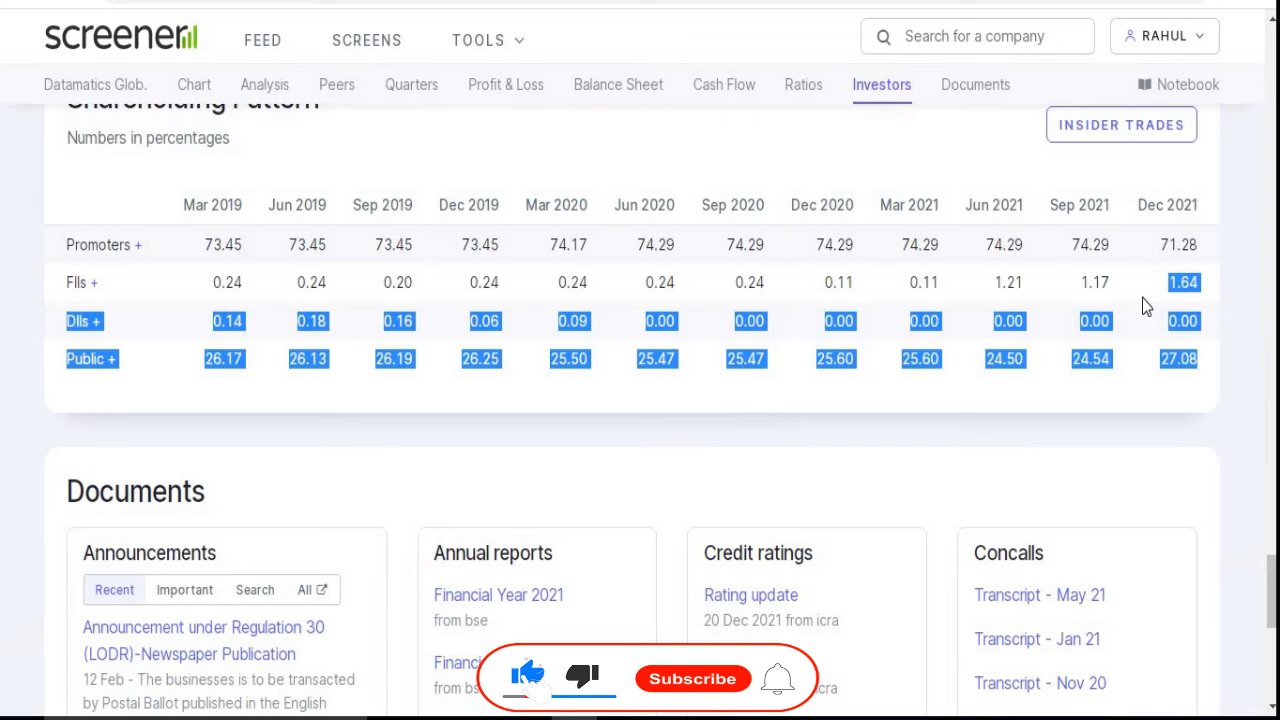 screener FEED SCREENS TOOLS Search for a company RAHUL
Datamatics Glob. Chart Analysis Peers Quarters Profit & Loss Balance Sheet Cash Flow Ratios Investors Documents Notebook
Shareholding Pattern
Numbers in percentages
INSIDER TRADES
Mar 2019 Jun 2019 Sep 2019 Dec 2019 Mar 2020 Jun 2020 Sep 2020 Dec 2020 Mar 2021 Jun 2021 Sep 2021 Dec 2021
Promoters + 73.45 73.45 73.45 73.45 74.17 74.29 74.29 74.29 74.29 74.29 74.29 71.28
FIIs + 0.24 0.24 0.20 0.24 0.24 0.24 0.24 0.11 0.11 1.21 1.17 1.64
DIIs + 0.14 0.18 0.16 0.06 0.09 0.00 0.00 0.00 0.00 0.00 0.00 0.00
Public + 26.17 26.13 26.19 26.25 25.50 25.47 25.47 25.60 25.60 24.50 24.54 27.08
Documents
Announcements
Recent Important Search All
Announcement under Regulation 30
(LODR)-Newspaper Publication
12 Feb - The businesses is to be transacted
by Postal Ballot published in the English
Annual reports
Financial Year 2021
from bse
Credit ratings
Rating update
20 Dec 2021 from icra
Concalls
Transcript - May 21
Transcript - Jan 21
Transcript - Nov 20
Subscribe